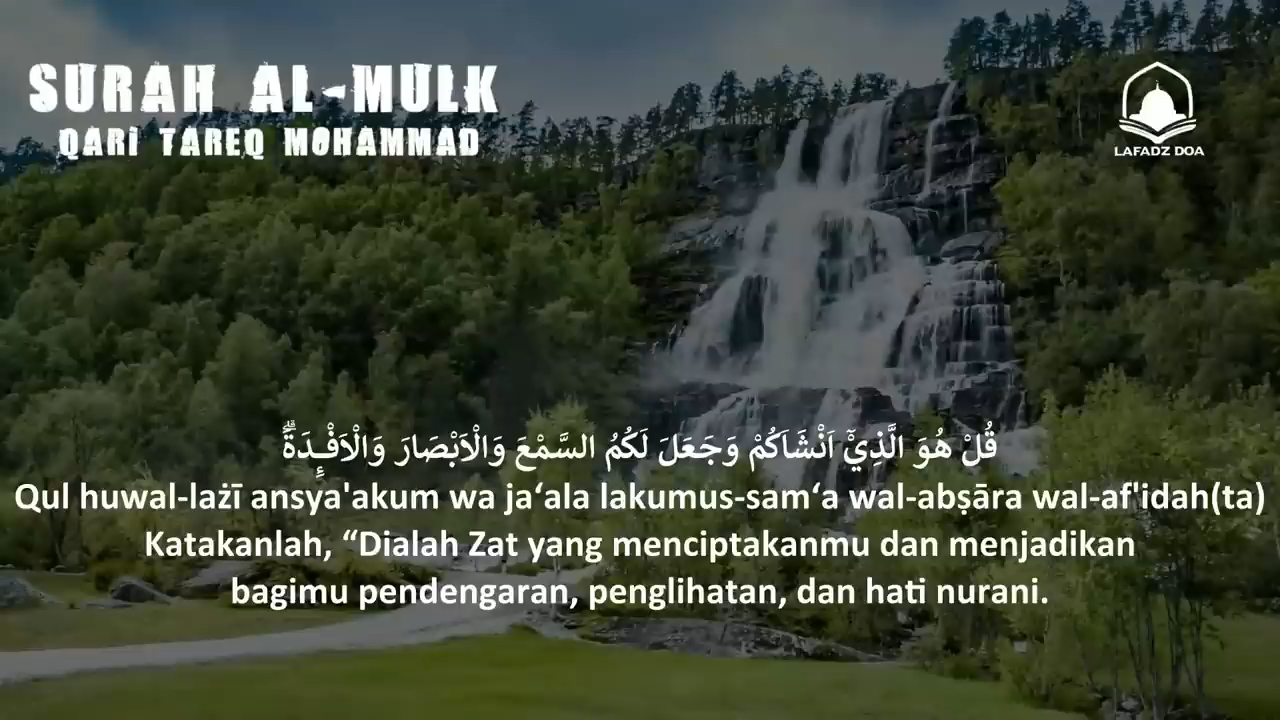 SURAH AL-MULK
QARI TAREQ MOHAMMAD
LAFADZ DOA
قُلْ هُوَ الَّذِيْٓ اَنْشَاَكُمْ وَجَعَلَ لَكُمُ السَّمْعَ وَالْاَبْصَارَ وَالْاَفْـِٕدَةَۗ
Qul huwal-lażī ansya'akum wa ja‘ala lakumus-sam‘a wal-abṣāra wal-af'idah(ta)
Katakanlah, “Dialah Zat yang menciptakanmu dan menjadikan
bagimu pendengaran, penglihatan, dan hati nurani.